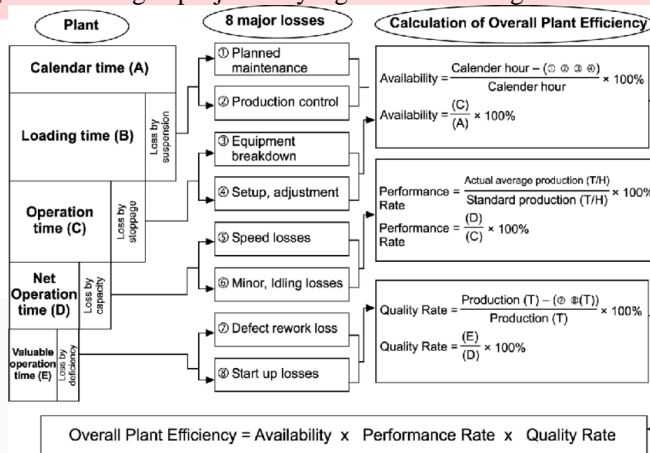 Plant
8 major losses
Calculation of Overall Plant Efficiency
Calendar time (A)
Loading time (B)
Loss by
suspension
Operation
time (C)
Loss by
stoppage
Net
Operation
time (D)
Loss by
capacity
Valuable
operation
time (E)
Loss by
deficiency
① Planned
maintenance
② Production control
③ Equipment
breakdown
④ Setup, adjustment
⑤ Speed losses
⑥ Minor, Idling losses
⑦ Defect rework loss
⑧ Start up losses
Availability = Calender hour – (① ② ③ ④) / Calender hour × 100%
Availability = (C) / (A) × 100%
Performance Rate = Actual average production (T/H) / Standard production (T/H) × 100%
Performance Rate = (D) / (C) × 100%
Quality Rate = Production (T) – (⑦ ⑧(T)) / Production (T) × 100%
Quality Rate = (E) / (D) × 100%
Overall Plant Efficiency = Availability x Performance Rate x Quality Rate